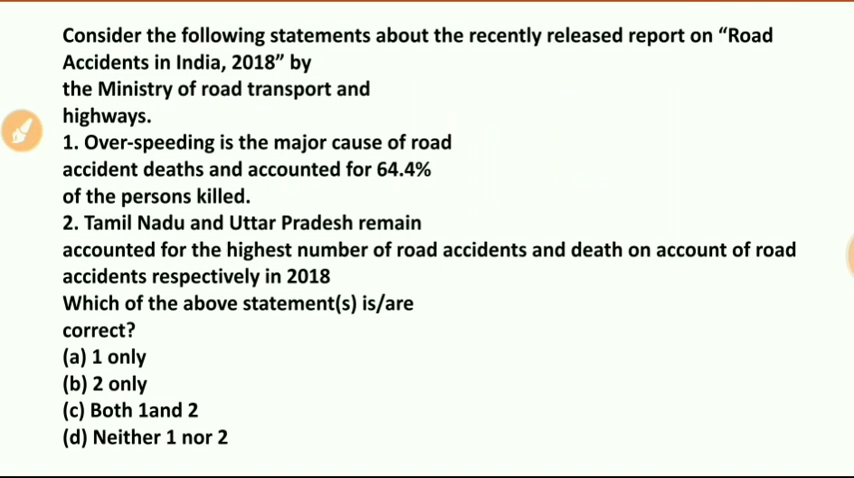 Consider the following statements about the recently released report on “Road
Accidents in India, 2018” by
the Ministry of road transport and
highways.
1. Over-speeding is the major cause of road
accident deaths and accounted for 64.4%
of the persons killed.
2. Tamil Nadu and Uttar Pradesh remain
accounted for the highest number of road accidents and death on account of road
accidents respectively in 2018
Which of the above statement(s) is/are
correct?
(a) 1 only
(b) 2 only
(c) Both 1and 2
(d) Neither 1 nor 2